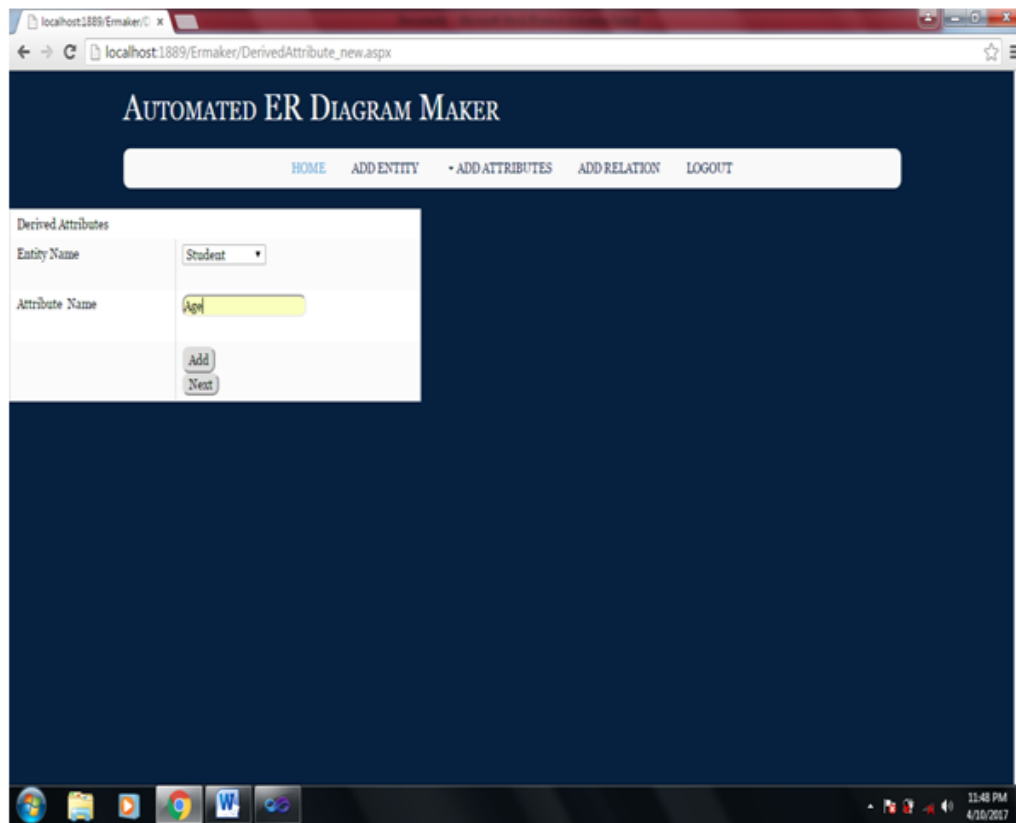 localhost:1889/Ermaker/D
localhost:1889/Ermaker/DerivedAttribute_new.aspx
AUTOMATED ER DIAGRAM MAKER
HOME ADD ENTITY ADD ATTRIBUTES ADD RELATION LOGOUT
Derived Attributes
Entity Name Student
Attribute Name Age
Add
Next
11:48 PM
4/10/2017